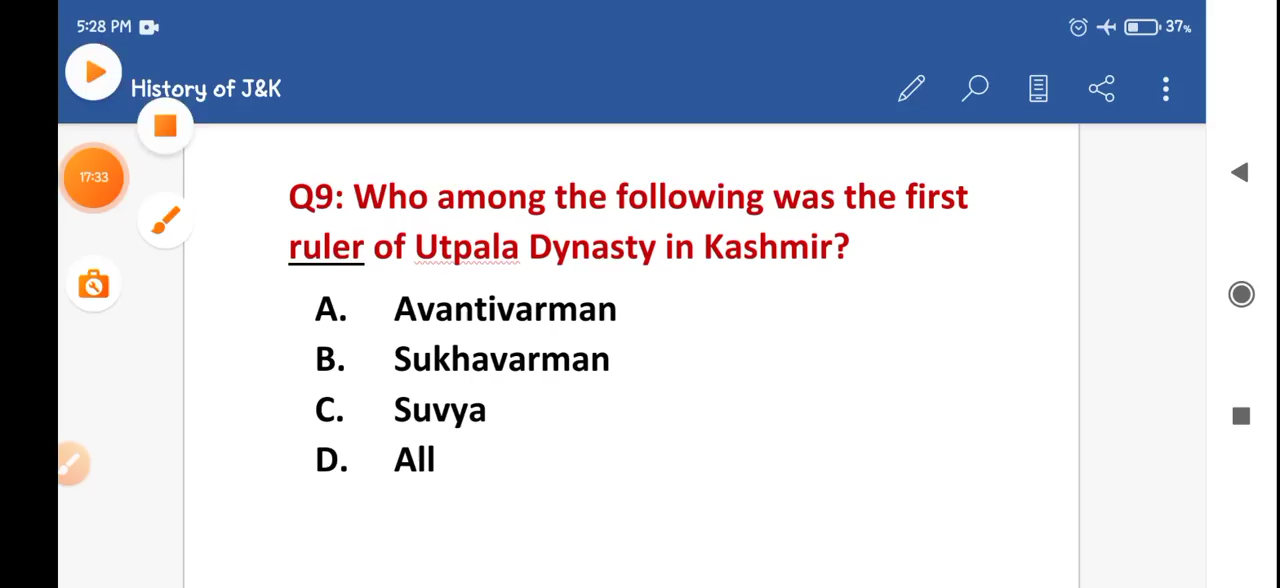 5:28 PM
37%
History of J&K
17:33
Q9: Who among the following was the first
ruler of Utpala Dynasty in Kashmir?
A. Avantivarman
B. Sukhavarman
C. Suvya
D. All